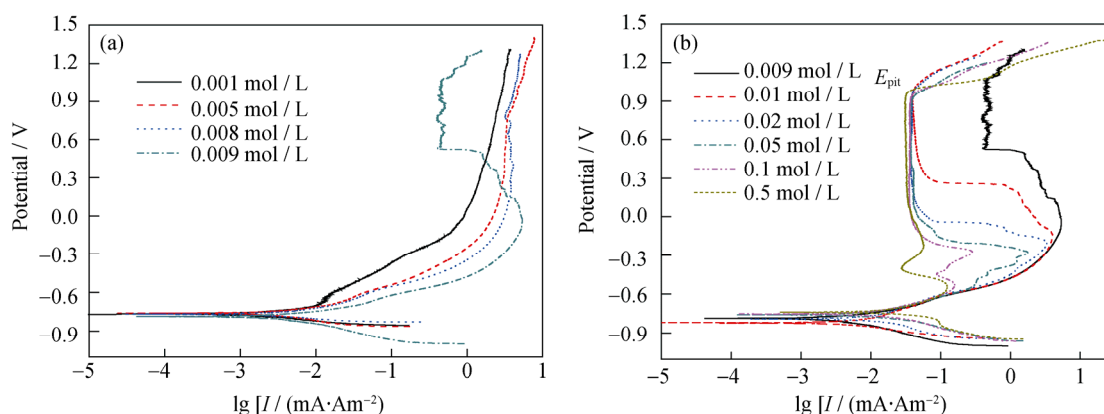 (a)
0.001 mol / L
0.005 mol / L
0.008 mol / L
0.009 mol / L
1.5
1.2
0.9
0.6
0.3
0.0
−0.3
−0.6
−0.9
Potential / V
−5 −4 −3 −2 −1 0 1
lg [I / (mA·Am⁻²)
(b)
0.009 mol / L
0.01 mol / L
0.02 mol / L
0.05 mol / L
0.1 mol / L
0.5 mol / L
Epit
1.5
1.2
0.9
0.6
0.3
0.0
−0.3
−0.6
−0.9
Potential / V
−5 −4 −3 −2 −1 0 1
lg [I / (mA·Am⁻²)